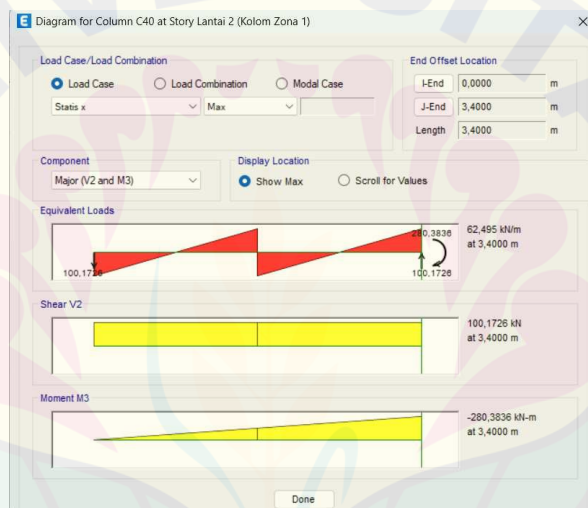 Diagram for Column C40 at Story Lantai 2 (Kolom Zona 1)
Load Case/Load Combination
End Offset Location
Load Case Load Combination Modal Case
I-End 0,0000 m
Statis x Max
J-End 3,4000 m
Length 3,4000 m
Component
Display Location
Major (V2 and M3)
Show Max Scroll for Values
Equivalent Loads
280,3836
62,495 kN/m
at 3,4000 m
100,1726 100,1726
Shear V2
100,1726 kN
at 3,4000 m
Moment M3
-280,3836 kN-m
at 3,4000 m
Done